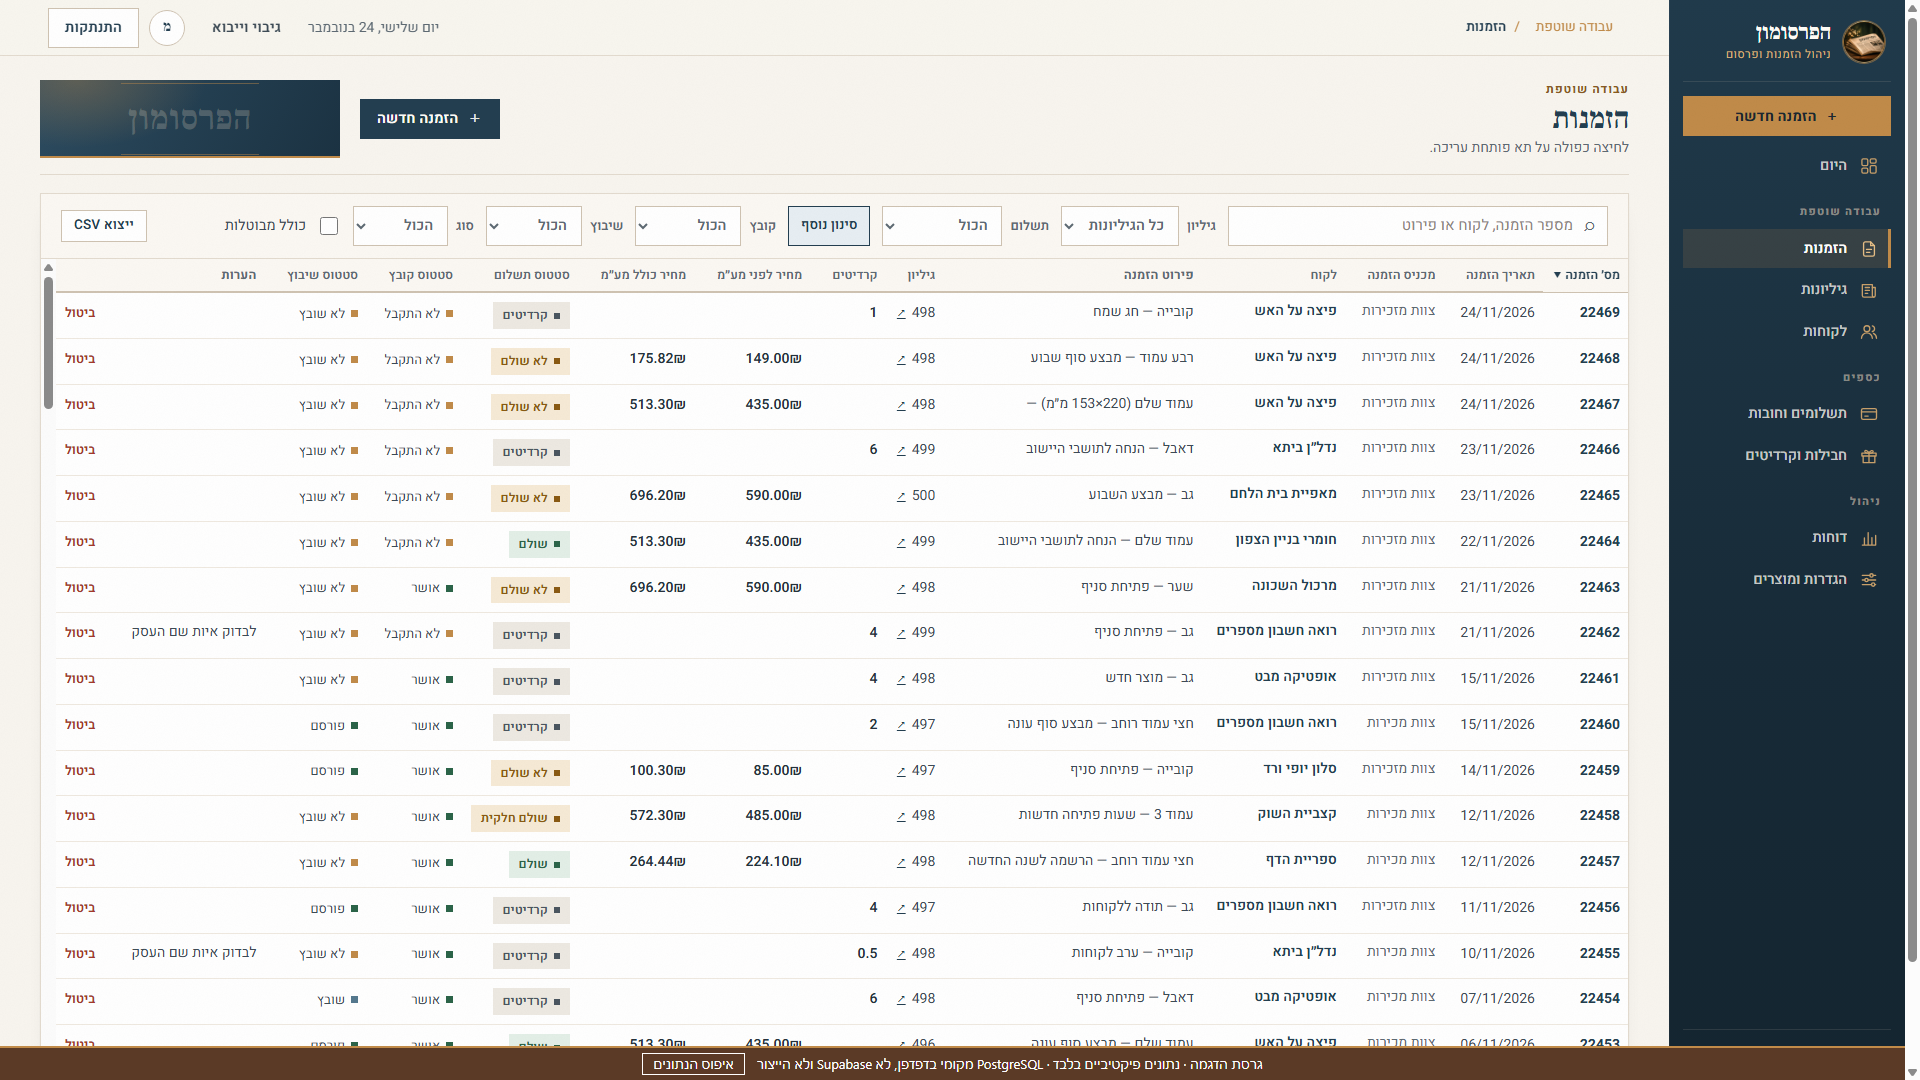 הפרסומון
ניהול הזמנות ופרסום
+ הזמנה חדשה
היום
עבודה שוטפת
הזמנות
גיליונות
לקוחות
כספים
תשלומים וחובות
חבילות וקרדיטים
ניהול
דוחות
הגדרות ומוצרים
עבודה שוטפת / הזמנות
יום שלישי, 24 בנובמבר
גיבוי וייבוא
מ
התנתקות
עבודה שוטפת
הזמנות
לחיצה כפולה על תא פותחת עריכה.
+ הזמנה חדשה
הפרסומון
מספר הזמנה, לקוח או פירוט
גיליון כל הגיליונות תשלום הכול סינון נוסף קובץ הכול שיבוץ הכול סוג הכול כולל מבוטלות ייצוא CSV
מס' הזמנה ▼ תאריך הזמנה מכניס הזמנה לקוח פירוט הזמנה גיליון קרדיטים מחיר לפני מע"מ מחיר כולל מע"מ סטטוס תשלום סטטוס קובץ סטטוס שיבוץ הערות
22469 24/11/2026 צוות מזכירות פיצה על האש קובייה — חג שמח 498 1 קרדיטים לא התקבל לא שובץ ביטול
22468 24/11/2026 צוות מזכירות פיצה על האש רבע עמוד — מבצע סוף שבוע 498 149.00₪ 175.82₪ לא שולם לא התקבל לא שובץ ביטול
22467 24/11/2026 צוות מזכירות פיצה על האש עמוד שלם (220×153 מ"מ) — 498 435.00₪ 513.30₪ לא שולם לא התקבל לא שובץ ביטול
22466 23/11/2026 צוות מזכירות נדל"ן ביתא דאבל — הנחה לתושבי היישוב 499 6 קרדיטים לא התקבל לא שובץ ביטול
22465 23/11/2026 צוות מזכירות מאפיית בית הלחם גב — מבצע השבוע 500 590.00₪ 696.20₪ לא שולם לא התקבל לא שובץ ביטול
22464 22/11/2026 צוות מזכירות חומרי בניין הצפון עמוד שלם — הנחה לתושבי היישוב 499 435.00₪ 513.30₪ שולם לא התקבל לא שובץ ביטול
22463 21/11/2026 צוות מזכירות מרכול השכונה שער — פתיחת סניף 498 590.00₪ 696.20₪ לא שולם אושר לא שובץ ביטול
22462 21/11/2026 צוות מזכירות רואה חשבון מספרים גב — פתיחת סניף 499 4 קרדיטים לא התקבל לא שובץ לבדוק איות שם העסק ביטול
22461 15/11/2026 צוות מזכירות אופטיקה מבט גב — מוצר חדש 498 4 קרדיטים אושר לא שובץ ביטול
22460 15/11/2026 צוות מכירות רואה חשבון מספרים חצי עמוד רוחב — מבצע סוף עונה 497 2 קרדיטים אושר פורסם ביטול
22459 14/11/2026 צוות מזכירות סלון יופי ורד קובייה — פתיחת סניף 497 85.00₪ 100.30₪ לא שולם אושר פורסם ביטול
22458 12/11/2026 צוות מכירות קצביית השוק עמוד 3 — שעות פתיחה חדשות 498 485.00₪ 572.30₪ שולם חלקית אושר לא שובץ ביטול
22457 12/11/2026 צוות מכירות ספריית הדף חצי עמוד רוחב — הרשמה לשנה החדשה 498 224.10₪ 264.44₪ שולם אושר לא שובץ ביטול
22456 11/11/2026 צוות מזכירות רואה חשבון מספרים גב — תודה ללקוחות 497 4 קרדיטים אושר פורסם ביטול
22455 10/11/2026 צוות מכירות נדל"ן ביתא קובייה — ערב לקוחות 498 0.5 קרדיטים אושר לא שובץ לבדוק איות שם העסק ביטול
22454 07/11/2026 צוות מכירות אופטיקה מבט דאבל — פתיחת סניף 498 6 קרדיטים אושר שובץ ביטול
22453 06/11/2026 צוות מזכירות פיצה על האש עמוד שלם — מבצע סוף עונה 496 435.00₪ 513.30₪ שולם אושר פורסם ביטול
גרסת הדגמה · נתונים פיקטיביים בלבד · PostgreSQL מקומי בדפדפן, לא Supabase ולא הייצור איפוס הנתונים